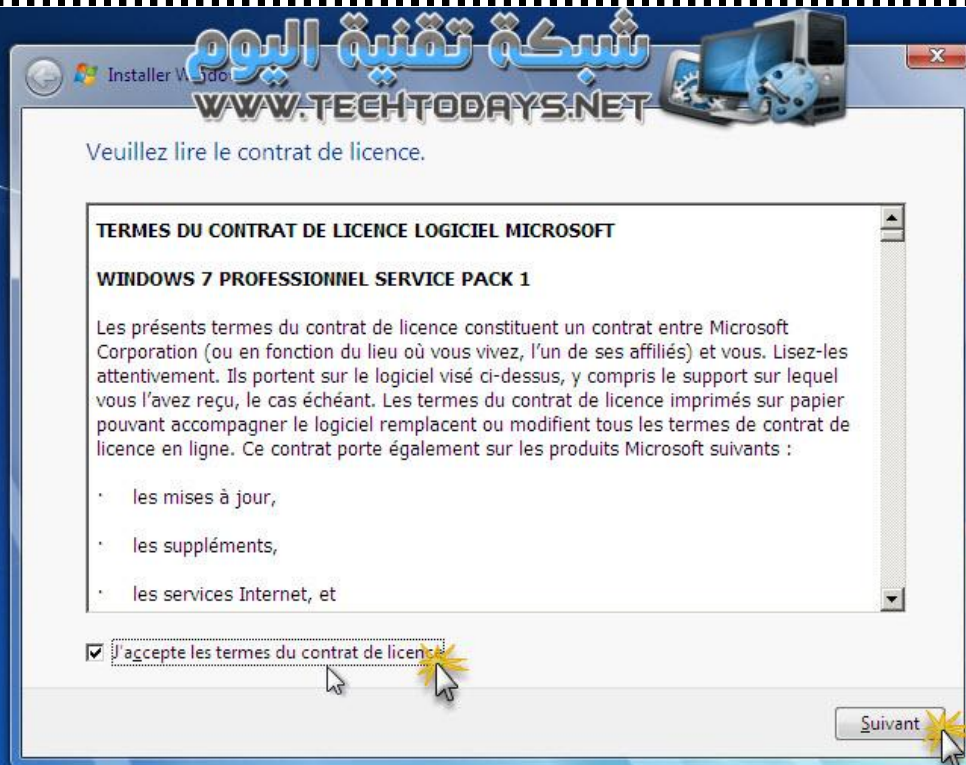 شبكة تقنية اليوم
WWW.TECHTODAYS.NET
Installer
Veuillez lire le contrat de licence.
TERMES DU CONTRAT DE LICENCE LOGICIEL MICROSOFT
WINDOWS 7 PROFESSIONNEL SERVICE PACK 1
Les présents termes du contrat de licence constituent un contrat entre Microsoft
Corporation (ou en fonction du lieu où vous vivez, l’un de ses affiliés) et vous. Lisez-les
attentivement. Ils portent sur le logiciel visé ci-dessus, y compris le support sur lequel
vous l’avez reçu, le cas échéant. Les termes du contrat de licence imprimés sur papier
pouvant accompagner le logiciel remplacent ou modifient tous les termes de contrat de
licence en ligne. Ce contrat porte également sur les produits Microsoft suivants :
· les mises à jour,
· les suppléments,
· les services Internet, et
J'accepte les termes du contrat de licence
Suivant